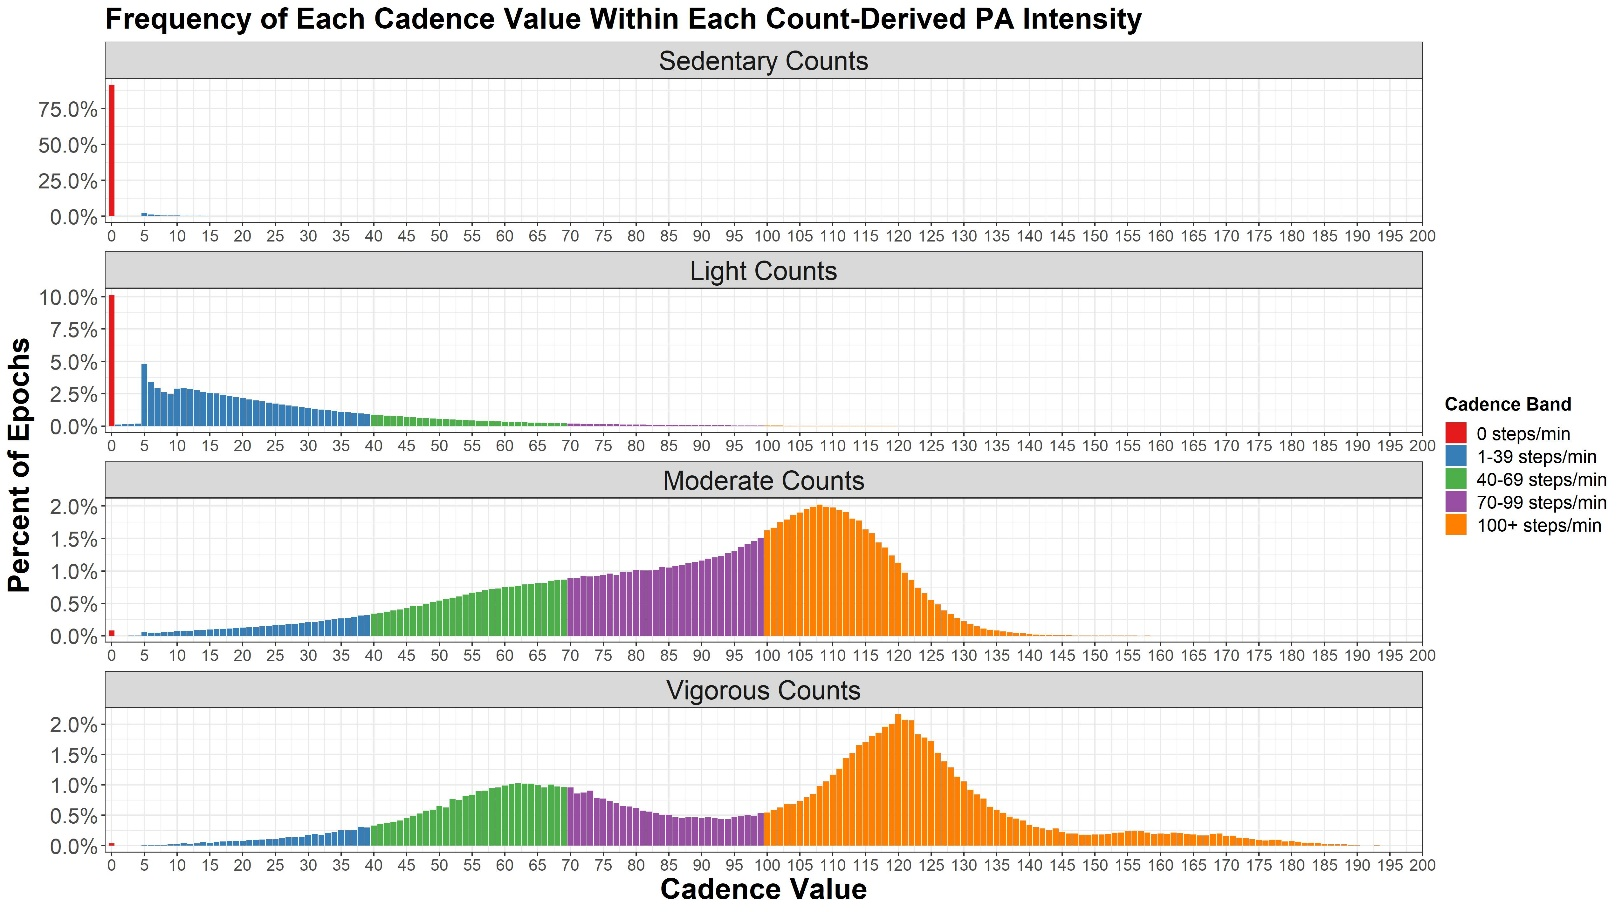 Frequency of Each Cadence Value Within Each Count-Derived PA Intensity
Sedentary Counts
75.0%
50.0%
25.0%
0.0%
0 5 10 15 20 25 30 35 40 45 50 55 60 65 70 75 80 85 90 95 100 105 110 115 120 125 130 135 140 145 150 155 160 165 170 175 180 185 190 195 200
Light Counts
10.0%
7.5%
5.0%
2.5%
0.0%
0 5 10 15 20 25 30 35 40 45 50 55 60 65 70 75 80 85 90 95 100 105 110 115 120 125 130 135 140 145 150 155 160 165 170 175 180 185 190 195 200
Moderate Counts
2.0%
1.5%
1.0%
0.5%
0.0%
0 5 10 15 20 25 30 35 40 45 50 55 60 65 70 75 80 85 90 95 100 105 110 115 120 125 130 135 140 145 150 155 160 165 170 175 180 185 190 195 200
Vigorous Counts
2.0%
1.5%
1.0%
0.5%
0.0%
0 5 10 15 20 25 30 35 40 45 50 55 60 65 70 75 80 85 90 95 100 105 110 115 120 125 130 135 140 145 150 155 160 165 170 175 180 185 190 195 200
Percent of Epochs
Cadence Value
Cadence Band
0 steps/min
1-39 steps/min
40-69 steps/min
70-99 steps/min
100+ steps/min